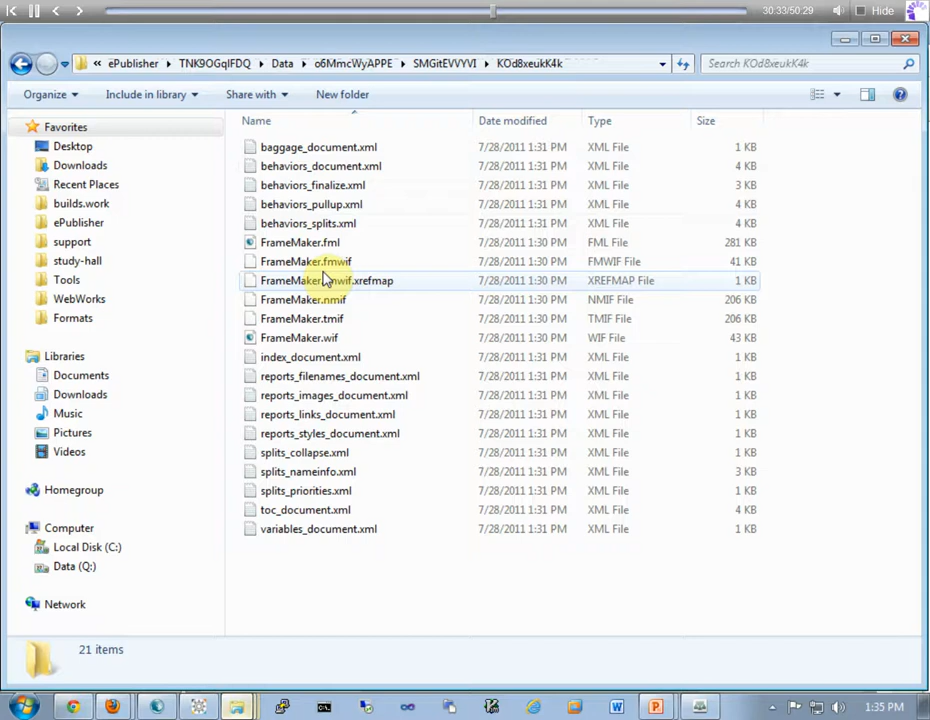 30:33/50:29 Hide
« ePublisher TNK9OGqIFDQ Data o6MmcWyAPPE SMGitEVVYVI KOd8xeukK4k Search KOd8xeukK4k
Organize Include in library Share with New folder
Name Date modified Type Size
Favorites
Desktop
Downloads
Recent Places
builds.work
ePublisher
support
study-hall
Tools
WebWorks
Formats
Libraries
Documents
Downloads
Music
Pictures
Videos
Homegroup
Computer
Local Disk (C:)
Data (Q:)
Network
baggage_document.xml 7/28/2011 1:31 PM XML File 1 KB
behaviors_document.xml 7/28/2011 1:31 PM XML File 4 KB
behaviors_finalize.xml 7/28/2011 1:31 PM XML File 3 KB
behaviors_pullup.xml 7/28/2011 1:31 PM XML File 4 KB
behaviors_splits.xml 7/28/2011 1:31 PM XML File 4 KB
FrameMaker.fml 7/28/2011 1:30 PM FML File 281 KB
FrameMaker.fmwif 7/28/2011 1:30 PM FMWIF File 41 KB
FrameMaker.fmwif.xrefmap 7/28/2011 1:30 PM XREFMAP File 1 KB
FrameMaker.nmif 7/28/2011 1:30 PM NMIF File 206 KB
FrameMaker.tmif 7/28/2011 1:30 PM TMIF File 206 KB
FrameMaker.wif 7/28/2011 1:30 PM WIF File 43 KB
index_document.xml 7/28/2011 1:31 PM XML File 1 KB
reports_filenames_document.xml 7/28/2011 1:31 PM XML File 1 KB
reports_images_document.xml 7/28/2011 1:31 PM XML File 1 KB
reports_links_document.xml 7/28/2011 1:31 PM XML File 1 KB
reports_styles_document.xml 7/28/2011 1:31 PM XML File 1 KB
splits_collapse.xml 7/28/2011 1:31 PM XML File 1 KB
splits_nameinfo.xml 7/28/2011 1:31 PM XML File 3 KB
splits_priorities.xml 7/28/2011 1:31 PM XML File 1 KB
toc_document.xml 7/28/2011 1:31 PM XML File 4 KB
variables_document.xml 7/28/2011 1:31 PM XML File 1 KB
21 items
1:35 PM